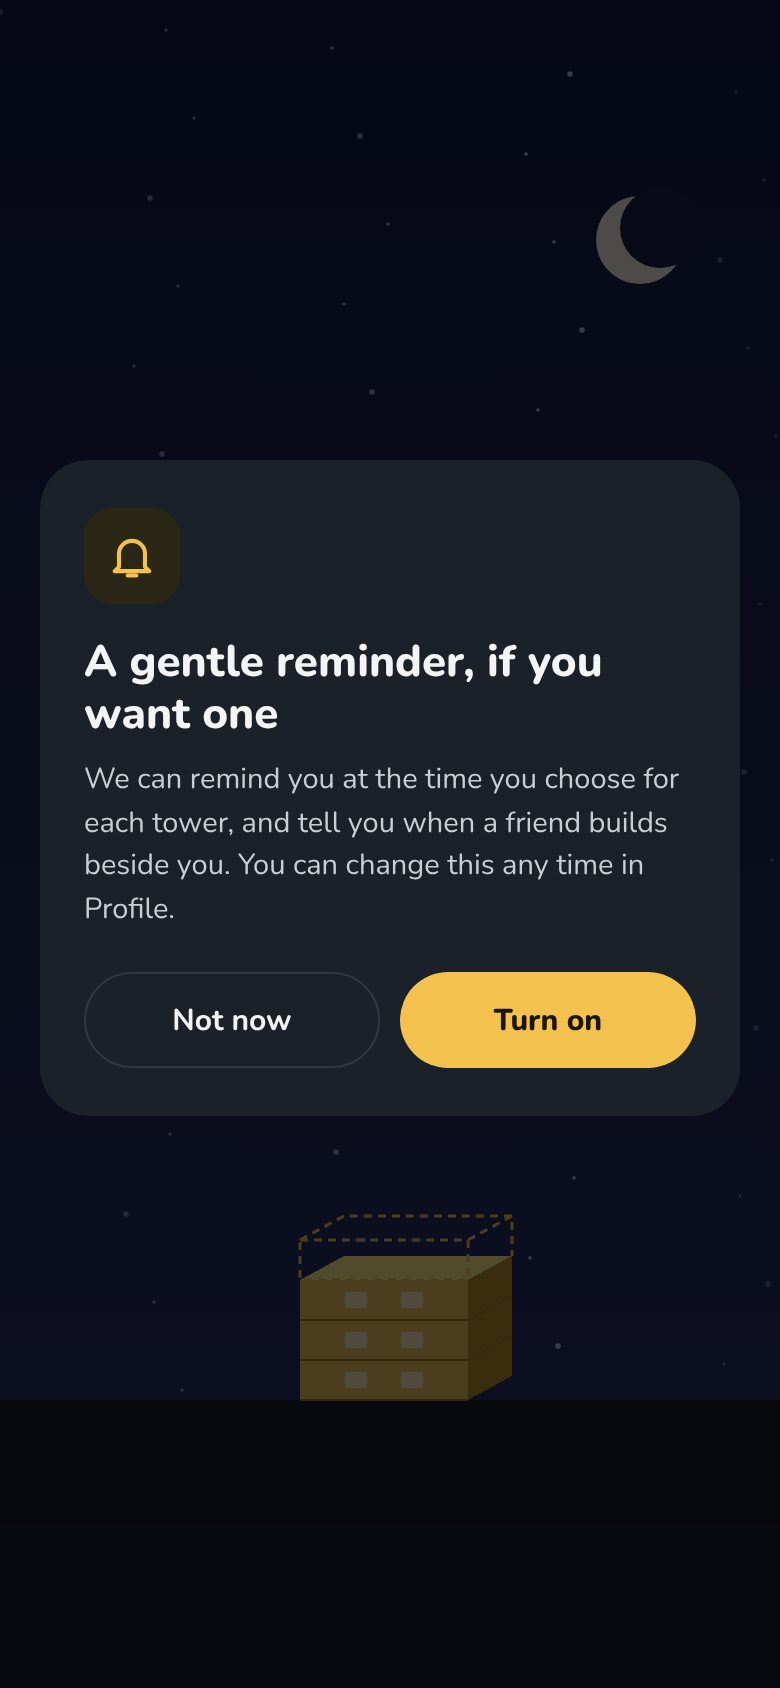 A gentle reminder, if you
want one
We can remind you at the time you choose for
each tower, and tell you when a friend builds
beside you. You can change this any time in
Profile.
Not now
Turn on